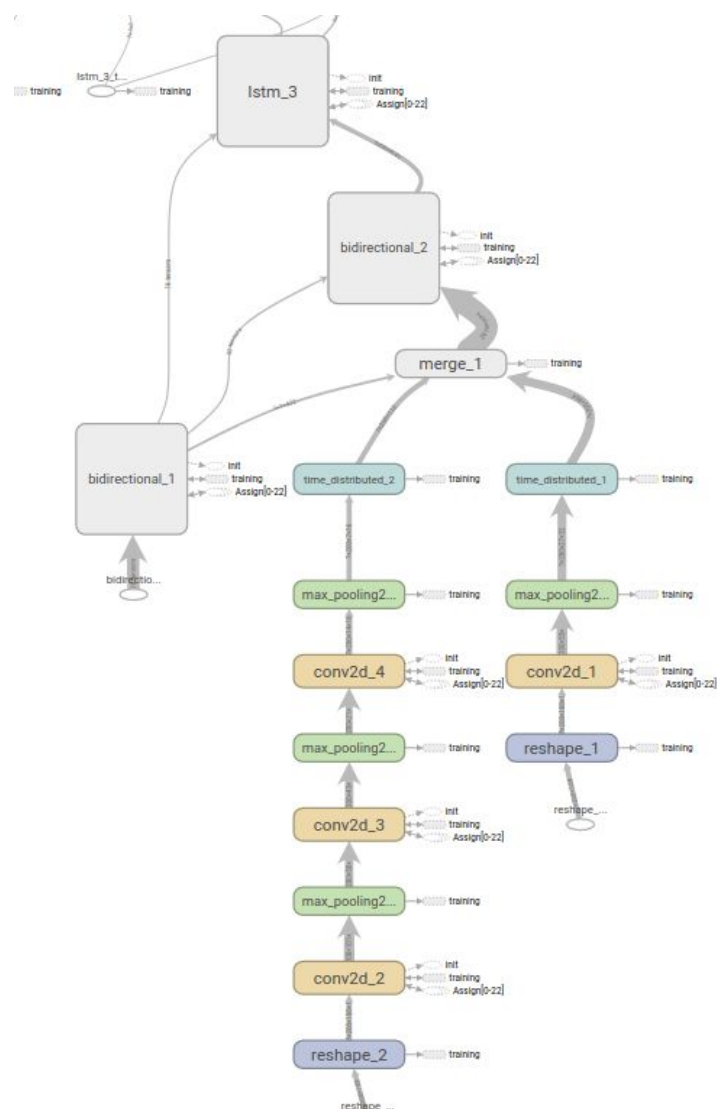 lstm_3_t...
training
training
lstm_3
init
training
Assign[0-22]
bidirectional_2
init
training
Assign[0-22]
merge_1
training
bidirectional_1
init
training
Assign[0-22]
bidirectio...
time_distributed_2
training
time_distributed_1
training
max_pooling2...
training
max_pooling2...
training
conv2d_4
init
training
Assign[0-22]
conv2d_1
init
training
Assign[0-22]
max_pooling2...
training
reshape_1
training
reshape_...
conv2d_3
init
training
Assign[0-22]
max_pooling2...
training
conv2d_2
init
training
Assign[0-22]
reshape_2
training
reshape_...